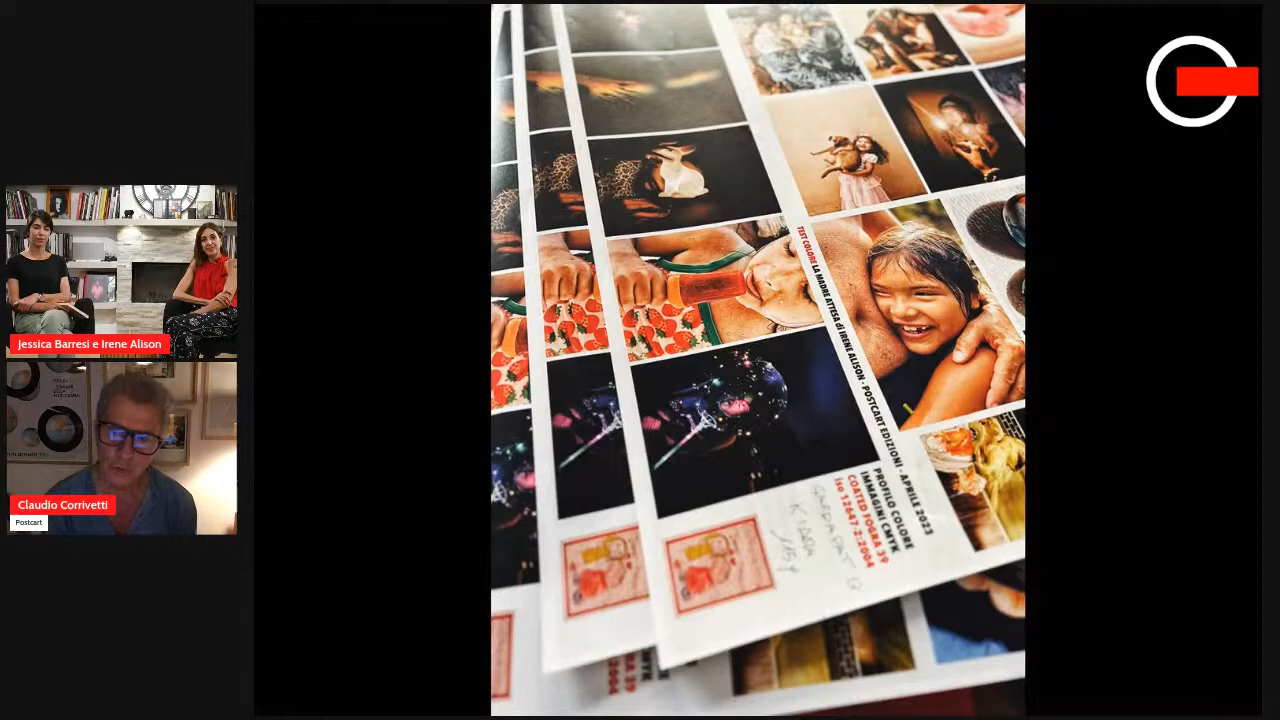 Jessica Barresi e Irene Alison
Claudio Corrivetti
Postcart
TEST COLORE LA MADRE ATTESA di IRENE ALISON - POSTCART EDIZIONI - APRILE 2023
PROFILO COLORE
IMMAGINI CMYK
COATED FOGRA 39
iso 12647-2:2004